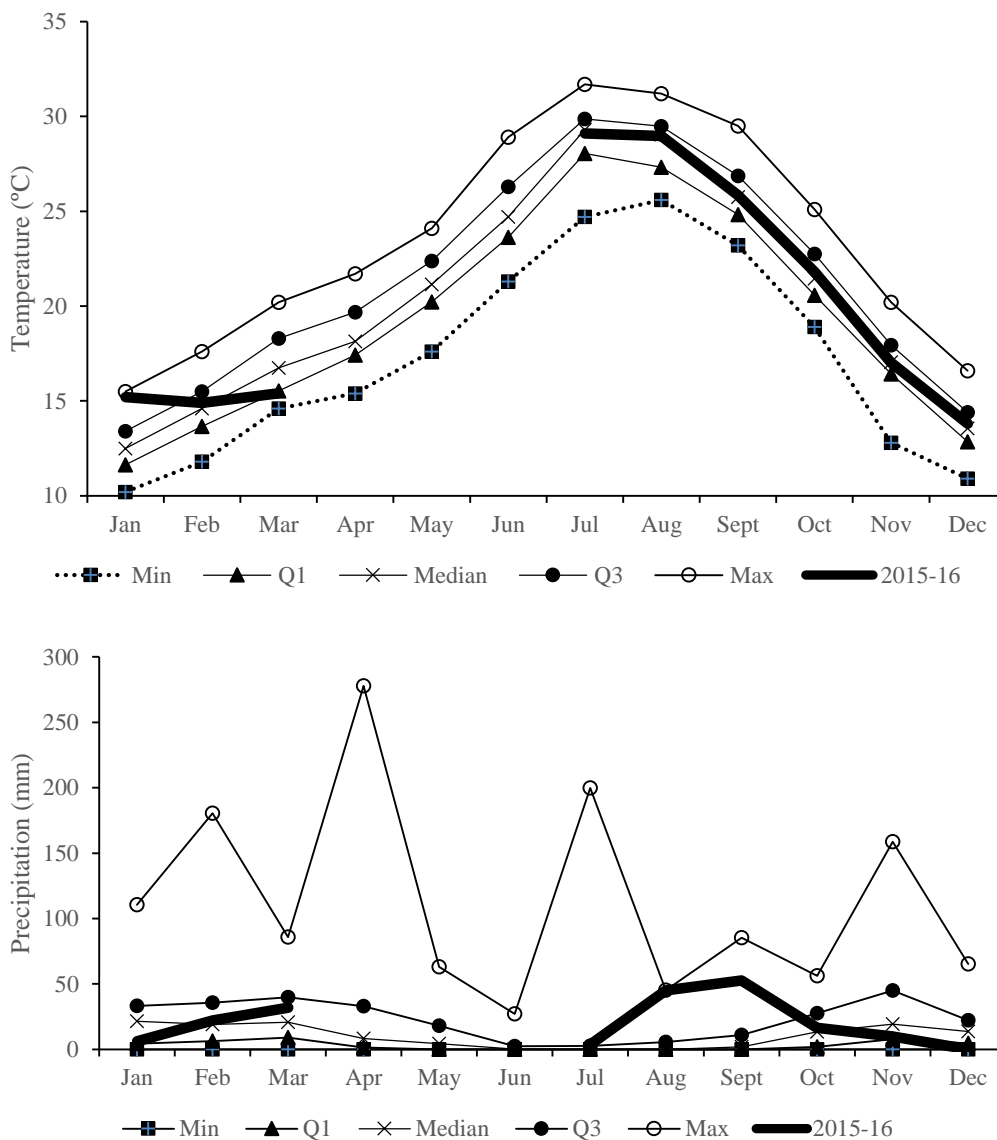 35
30
25
20
15
10
Temperature (ºC)
Jan Feb Mar Apr May Jun Jul Aug Sept Oct Nov Dec
Min Q1 Median Q3 Max 2015-16
300
250
200
150
100
50
0
Precipitation (mm)
Jan Feb Mar Apr May Jun Jul Aug Sept Oct Nov Dec
Min Q1 Median Q3 Max 2015-16